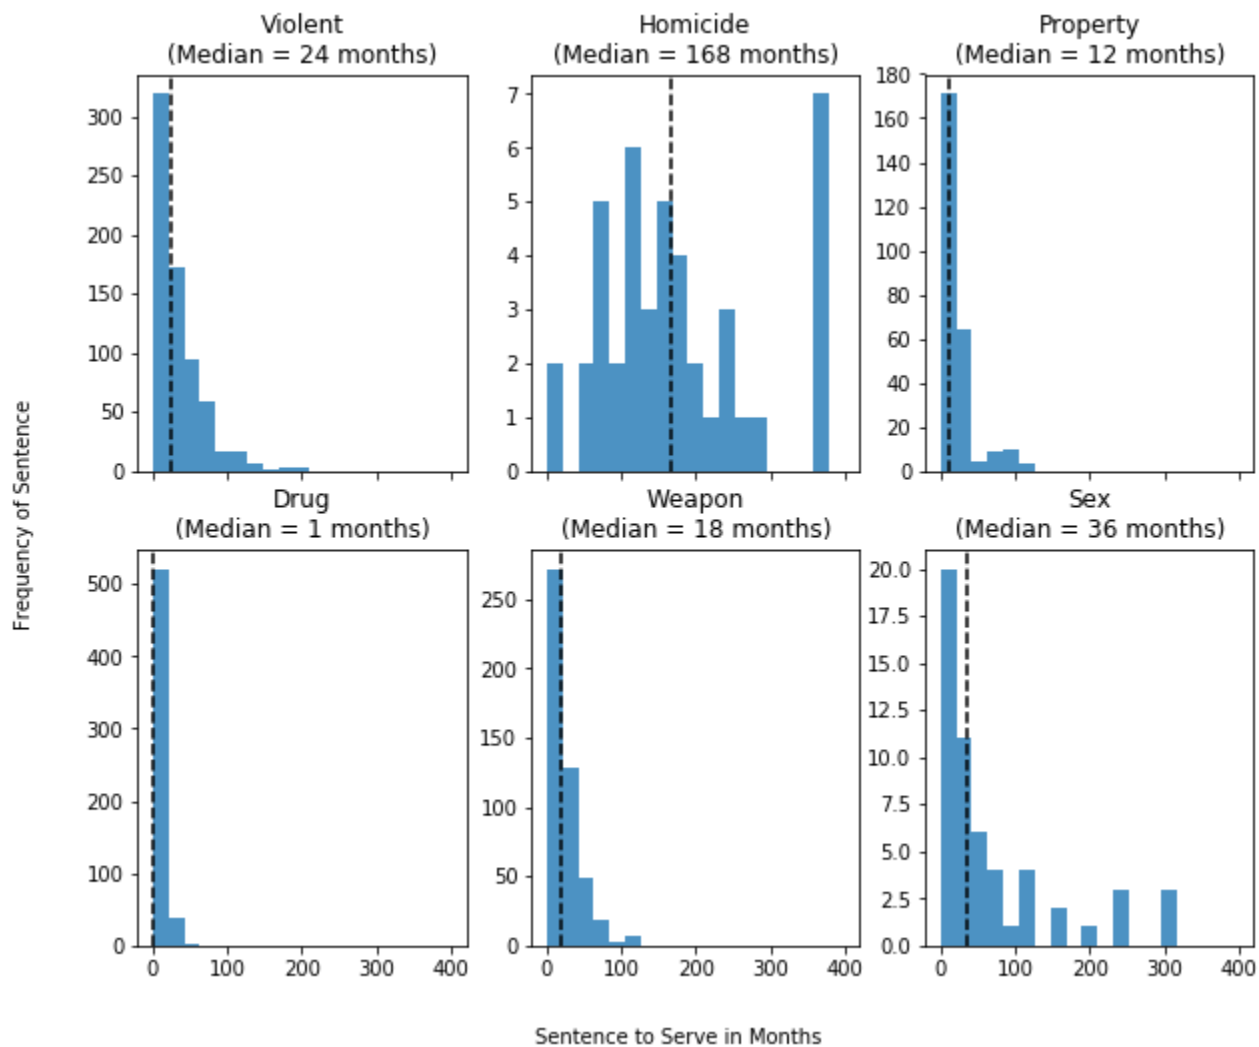 Violent
(Median = 24 months)
Homicide
(Median = 168 months)
Property
(Median = 12 months)
300
250
200
150
100
50
0
7
6
5
4
3
2
1
0
180
160
140
120
100
80
60
40
20
0
Frequency of Sentence
Drug
(Median = 1 months)
Weapon
(Median = 18 months)
Sex
(Median = 36 months)
500
400
300
200
100
0
250
200
150
100
50
0
20.0
17.5
15.0
12.5
10.0
7.5
5.0
2.5
0.0
0 100 200 300 400
0 100 200 300 400
0 100 200 300 400
Sentence to Serve in Months